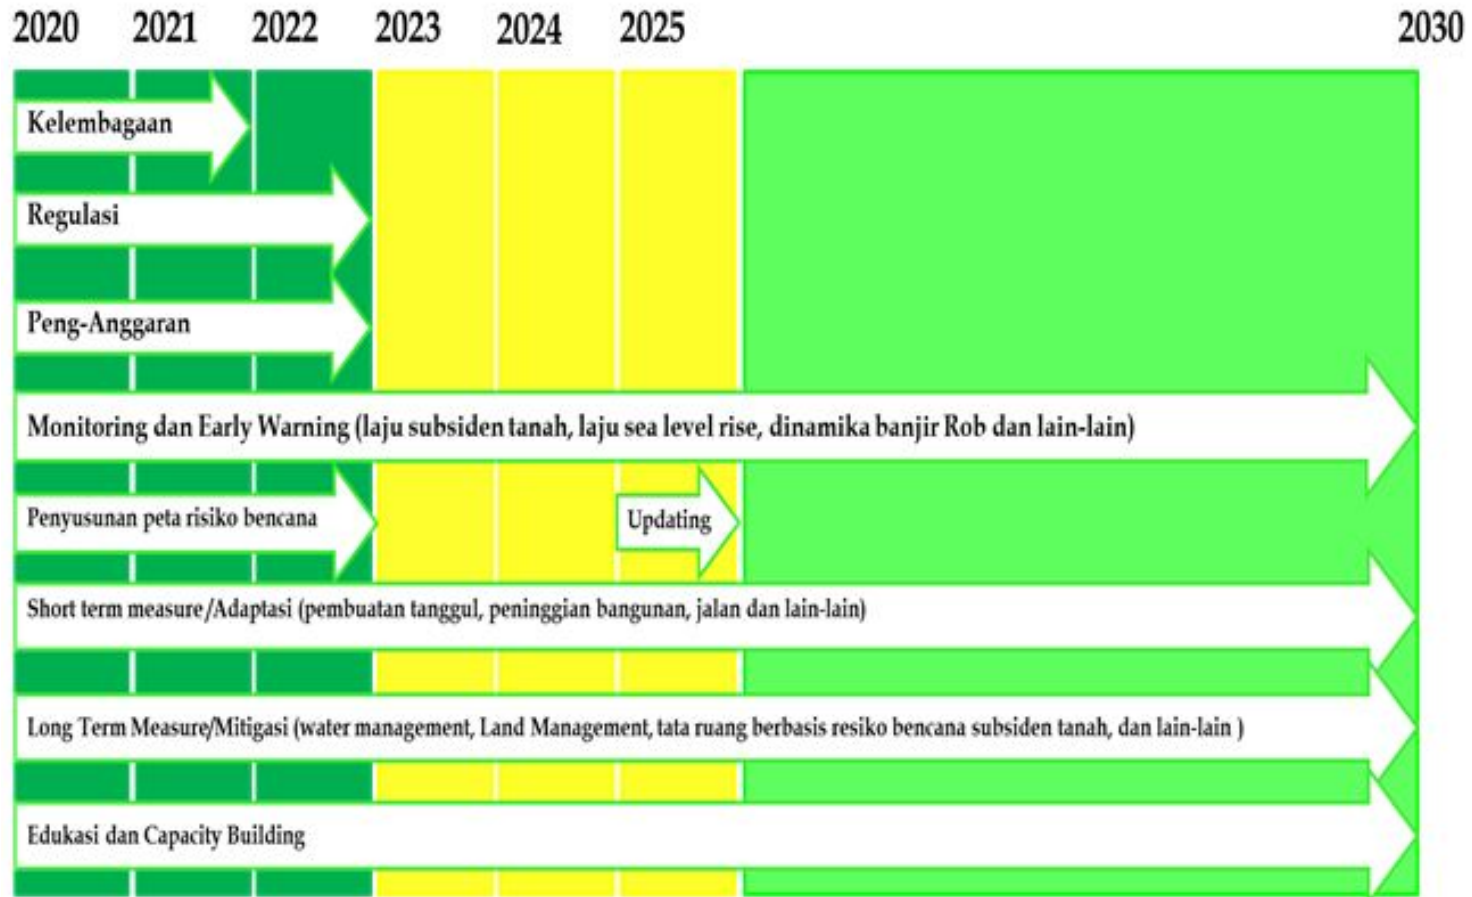 2020 2021 2022 2023 2024 2025 2030
Kelembagaan
Regulasi
Peng-Anggaran
Monitoring dan Early Warning (laju subsiden tanah, laju sea level rise, dinamika banjir Rob dan lain-lain)
Penyusunan peta risiko bencana
Updating
Short term measure/Adaptasi (pembuatan tanggul, peninggian bangunan, jalan dan lain-lain)
Long Term Measure/Mitigasi (water management, Land Management, tata ruang berbasis resiko bencana subsiden tanah, dan lain-lain )
Edukasi dan Capacity Building